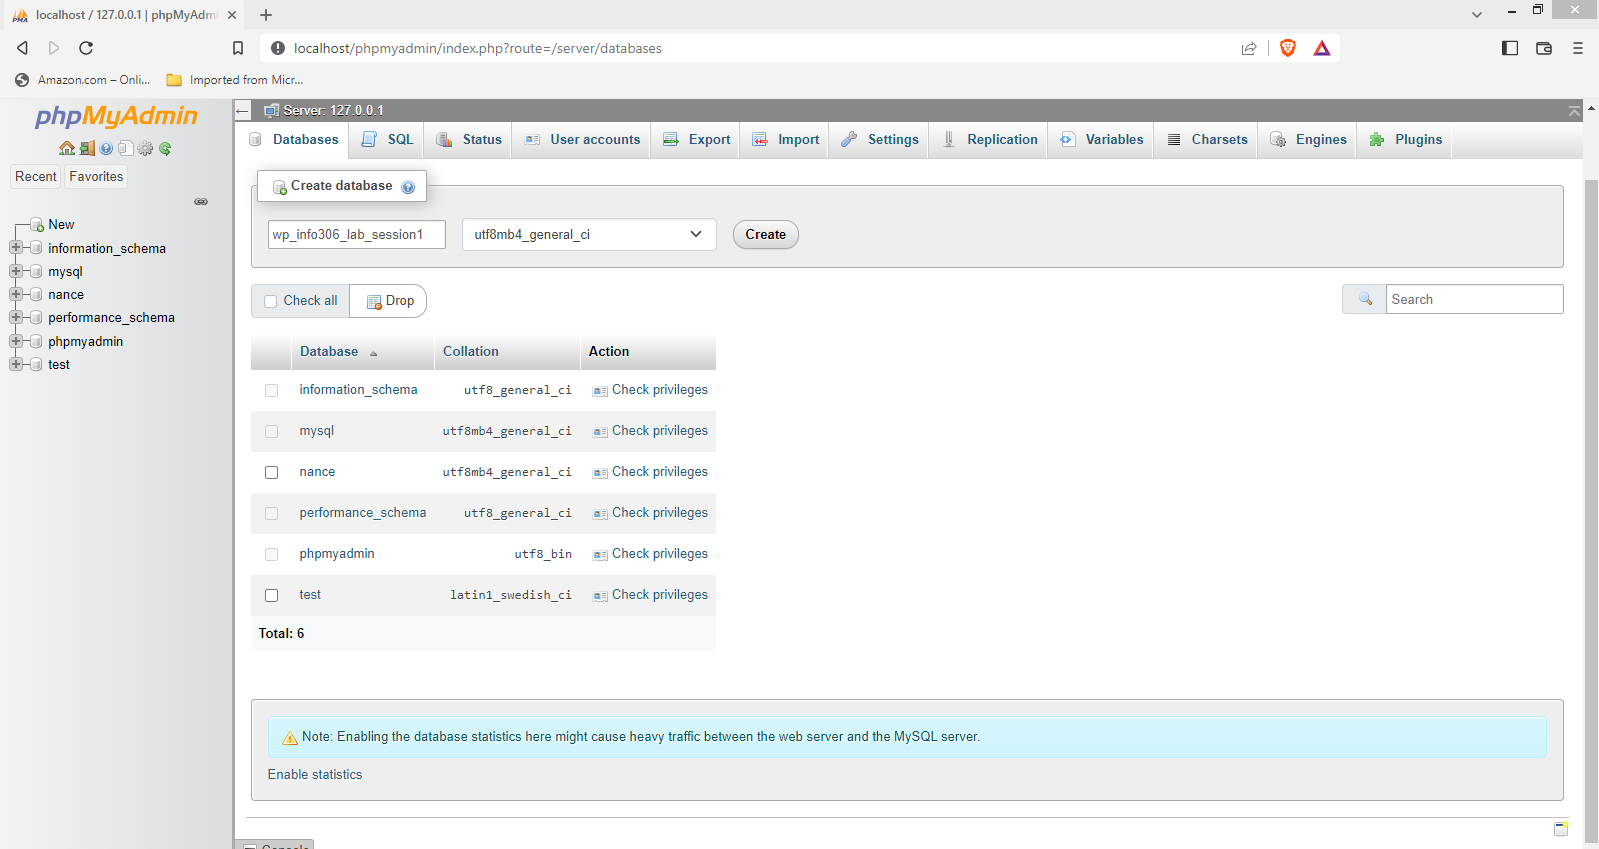 localhost / 127.0.0.1 | phpMyAdm
localhost/phpmyadmin/index.php?route=/server/databases
Amazon.com – Onli...
Imported from Micr...
phpMyAdmin
Recent
Favorites
New
information_schema
mysql
nance
performance_schema
phpmyadmin
test
Server: 127.0.0.1
Databases
SQL
Status
User accounts
Export
Import
Settings
Replication
Variables
Charsets
Engines
Plugins
Create database
wp_info306_lab_session1
utf8mb4_general_ci
Create
Check all
Drop
Search
Database Collation Action
information_schema utf8_general_ci Check privileges
mysql utf8mb4_general_ci Check privileges
nance utf8mb4_general_ci Check privileges
performance_schema utf8_general_ci Check privileges
phpmyadmin utf8_bin Check privileges
test latin1_swedish_ci Check privileges
Total: 6
Note: Enabling the database statistics here might cause heavy traffic between the web server and the MySQL server.
Enable statistics
Console